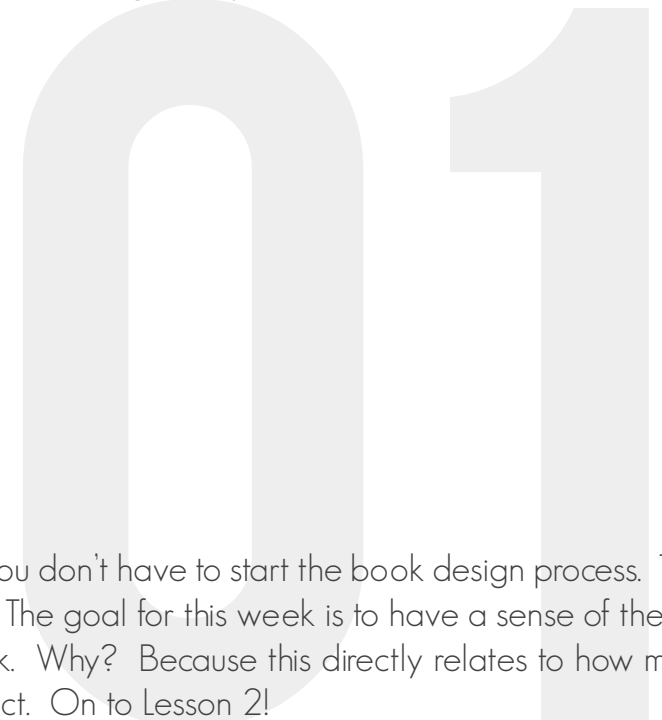 01
ou don't have to start the book design process.
The goal for this week is to have a sense of the
k. Why? Because this directly relates to how m
ct. On to Lesson 2!